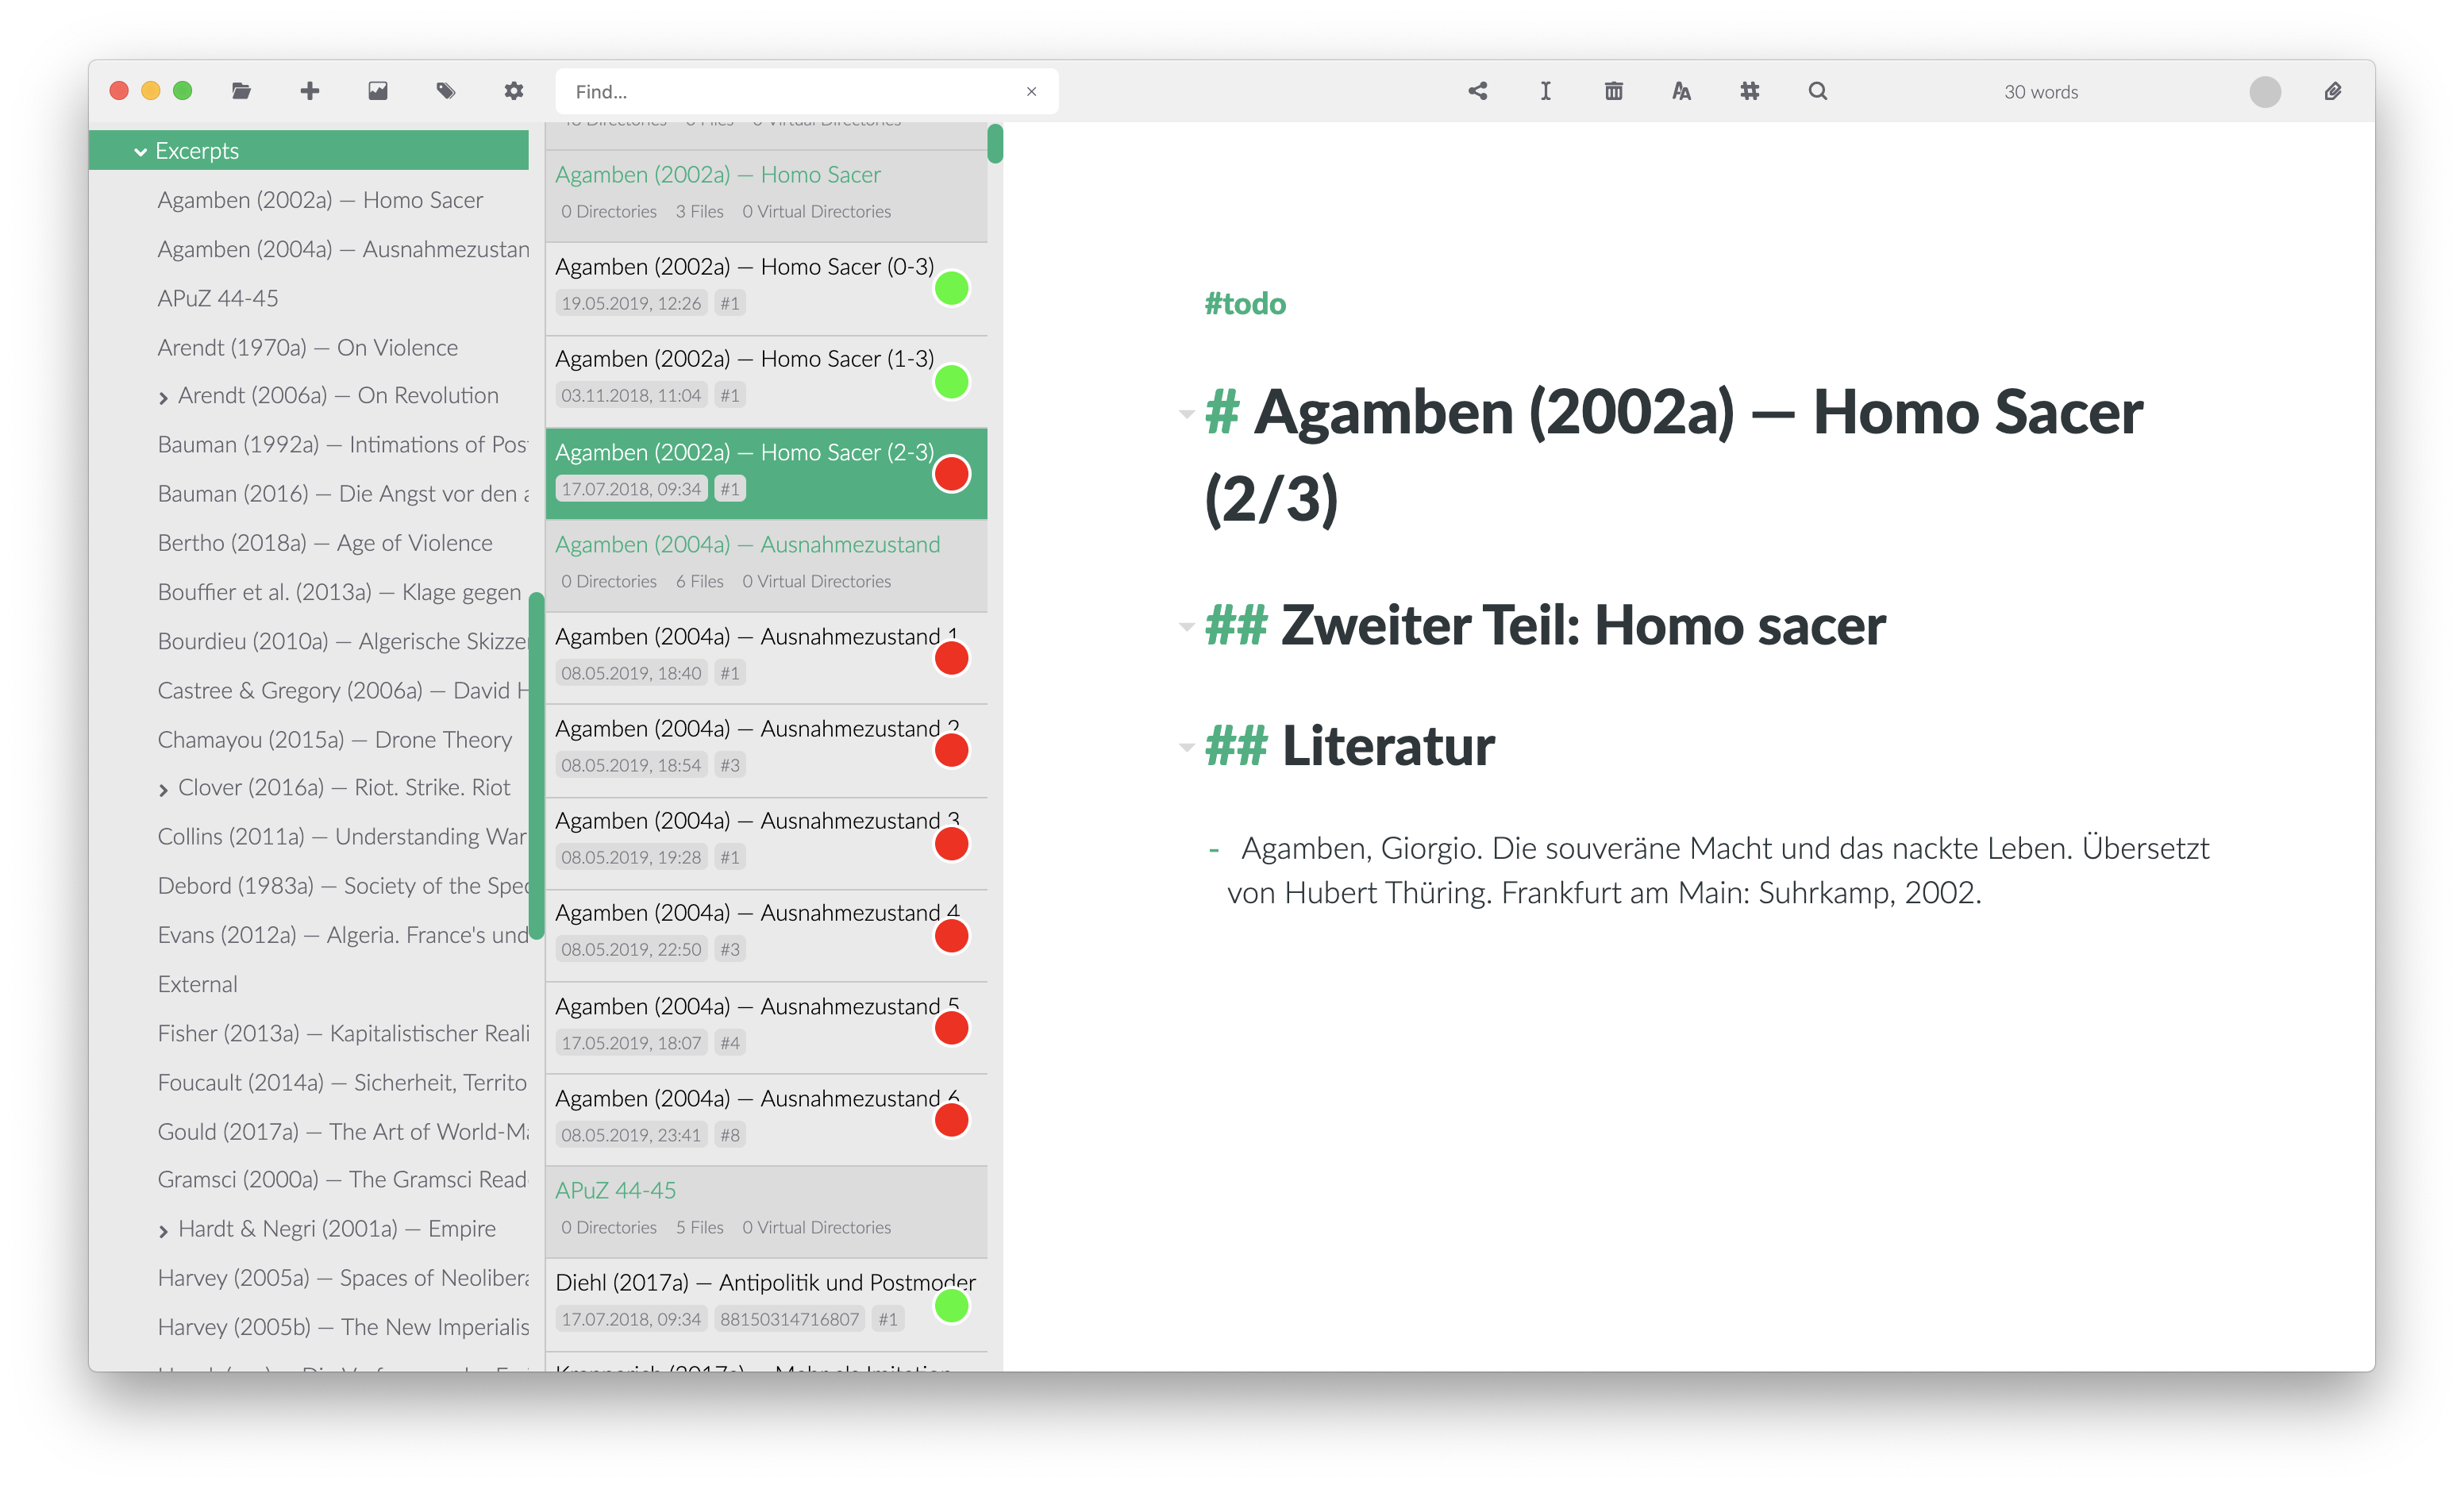 Find...
30 words
Excerpts
Agamben (2002a) — Homo Sacer
Agamben (2004a) — Ausnahmezustan
APuZ 44-45
Arendt (1970a) — On Violence
Arendt (2006a) — On Revolution
Bauman (1992a) — Intimations of Post
Bauman (2016) — Die Angst vor den a
Bertho (2018a) — Age of Violence
Bouffier et al. (2013a) — Klage gegen
Bourdieu (2010a) — Algerische Skizzen
Castree & Gregory (2006a) — David H
Chamayou (2015a) — Drone Theory
Clover (2016a) — Riot. Strike. Riot
Collins (2011a) — Understanding War
Debord (1983a) — Society of the Spec
Evans (2012a) — Algeria. France's und
External
Fisher (2013a) — Kapitalistischer Reali
Foucault (2014a) — Sicherheit, Territo
Gould (2017a) — The Art of World-Ma
Gramsci (2000a) — The Gramsci Read
Hardt & Negri (2001a) — Empire
Harvey (2005a) — Spaces of Neolibera
Harvey (2005b) — The New Imperialis
Directories Files 0 Virtual Directories
Agamben (2002a) — Homo Sacer
0 Directories 3 Files 0 Virtual Directories
Agamben (2002a) — Homo Sacer (0-3)
19.05.2019, 12:26 #1
Agamben (2002a) — Homo Sacer (1-3)
03.11.2018, 11:04 #1
Agamben (2002a) — Homo Sacer (2-3)
17.07.2018, 09:34 #1
Agamben (2004a) — Ausnahmezustand
0 Directories 6 Files 0 Virtual Directories
Agamben (2004a) — Ausnahmezustand 1
08.05.2019, 18:40 #1
Agamben (2004a) — Ausnahmezustand 2
08.05.2019, 18:54 #3
Agamben (2004a) — Ausnahmezustand 3
08.05.2019, 19:28 #1
Agamben (2004a) — Ausnahmezustand 4
08.05.2019, 22:50 #3
Agamben (2004a) — Ausnahmezustand 5
17.05.2019, 18:07 #4
Agamben (2004a) — Ausnahmezustand 6
08.05.2019, 23:41 #8
APuZ 44-45
0 Directories 5 Files 0 Virtual Directories
Diehl (2017a) — Antipolitik und Postmoder
17.07.2018, 09:34 88150314716807 #1
#todo
# Agamben (2002a) — Homo Sacer
(2/3)
## Zweiter Teil: Homo sacer
## Literatur
- Agamben, Giorgio. Die souveräne Macht und das nackte Leben. Übersetzt
von Hubert Thüring. Frankfurt am Main: Suhrkamp, 2002.